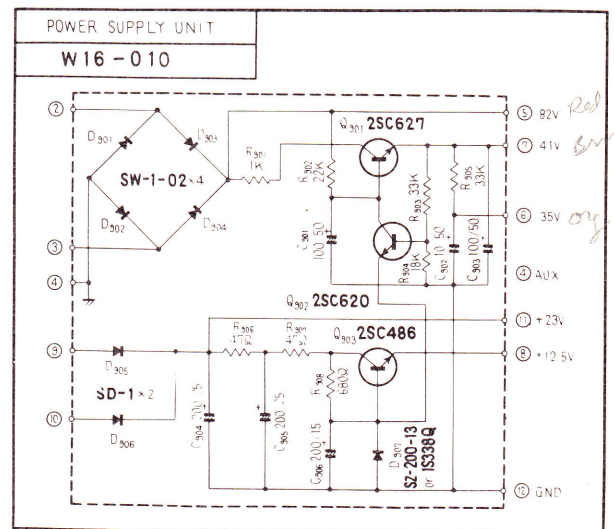 POWER SUPPLY UNIT
W16-010
② ③ ④ ⑨ ⑩
D901
D903
D902
D904
SW-1-02×4
R901
1K
Q901 2SC627
R902
22K
R903
33K
R905
33K
R904
18K
C901
100/50
C902 10/50
C903 100/50
Q902 2SC620
⑤ 82V Red
⑦ 41V
⑥ 35V org
④ AUX
⑪ +23V
⑧ +12.5V
⑫ GND
D905
SD-1×2
D906
R906
47Ω
R907
47Ω
Q903
2SC486
R908
680Ω
C904 200/15
C905 200/15
C906 200/15
D907
SZ-200-13
or 1S338Q